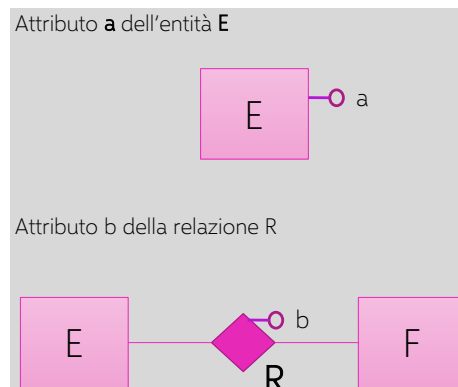 Attributo a dell'entità E
E
a
Attributo b della relazione R
b
E
F
R